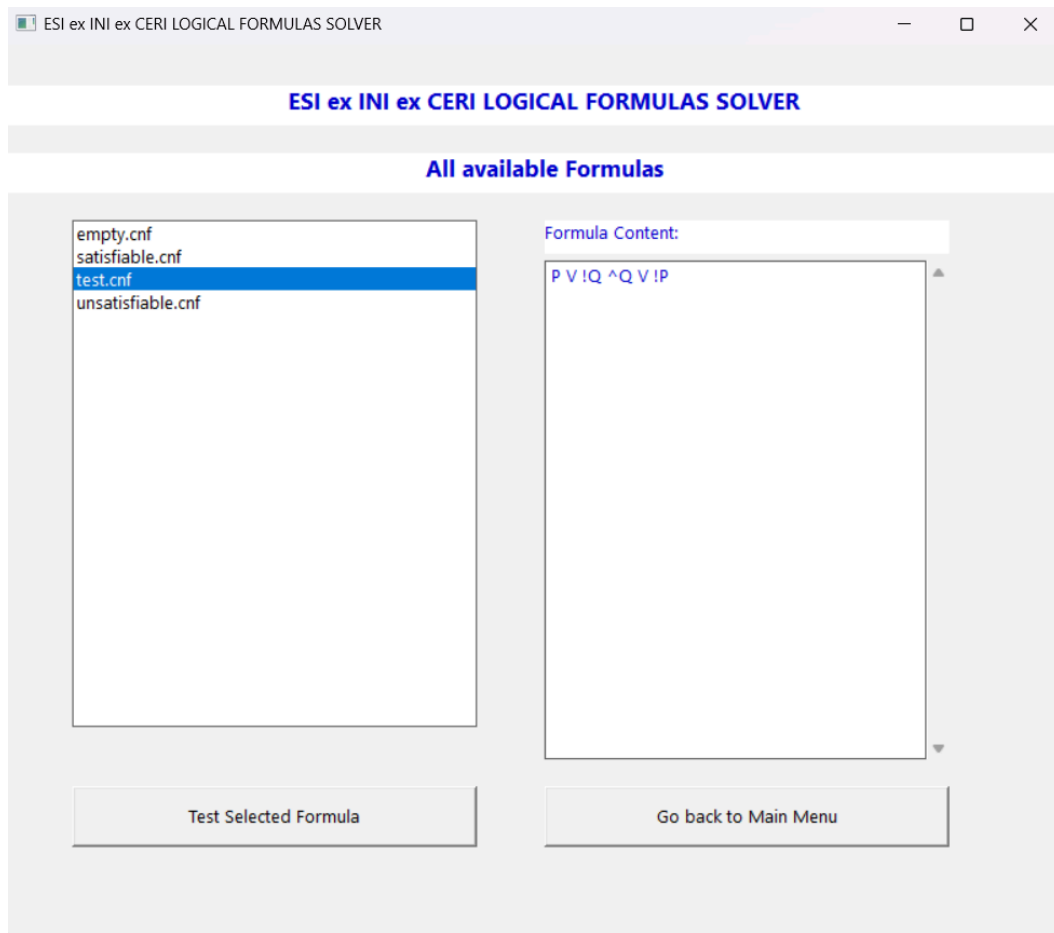 ESI ex INI ex CERI LOGICAL FORMULAS SOLVER
ESI ex INI ex CERI LOGICAL FORMULAS SOLVER
All available Formulas
empty.cnf
satisfiable.cnf
test.cnf
unsatisfiable.cnf
Formula Content:
P V !Q ^Q V !P
Test Selected Formula
Go back to Main Menu